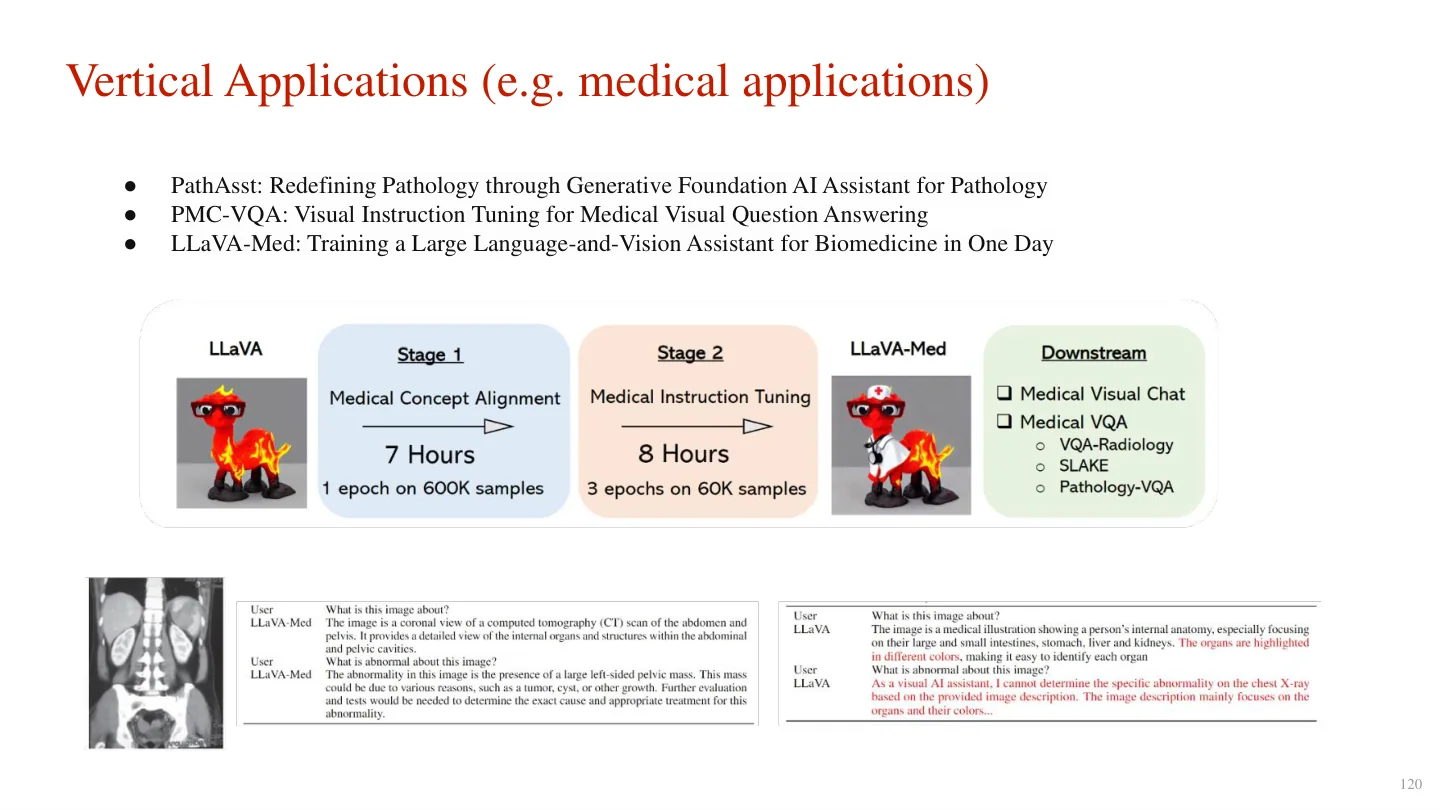 Vertical Applications (e.g. medical applications)
● PathAsst: Redefining Pathology through Generative Foundation AI Assistant for Pathology
● PMC-VQA: Visual Instruction Tuning for Medical Visual Question Answering
● LLaVA-Med: Training a Large Language-and-Vision Assistant for Biomedicine in One Day
LLaVA
Stage 1
Medical Concept Alignment
7 Hours
1 epoch on 600K samples
Stage 2
Medical Instruction Tuning
8 Hours
3 epochs on 60K samples
LLaVA-Med
Downstream
❑ Medical Visual Chat
❑ Medical VQA
○ VQA-Radiology
○ SLAKE
○ Pathology-VQA
User What is this image about?
LLaVA-Med The image is a coronal view of a computed tomography (CT) scan of the abdomen and
pelvis. It provides a detailed view of the internal organs and structures within the abdominal
and pelvic cavities.
User What is abnormal about this image?
LLaVA-Med The abnormality in this image is the presence of a large left-sided pelvic mass. This mass
could be due to various reasons, such as a tumor, cyst, or other growth. Further evaluation
and tests would be needed to determine the exact cause and appropriate treatment for this
abnormality.
User What is this image about?
LLaVA The image is a medical illustration showing a person's internal anatomy, especially focusing
on their large and small intestines, stomach, liver and kidneys. The organs are highlighted
in different colors, making it easy to identify each organ
User What is abnormal about this image?
LLaVA As a visual AI assistant, I cannot determine the specific abnormality on the chest X-ray
based on the provided image description. The image description mainly focuses on the
organs and their colors...
120